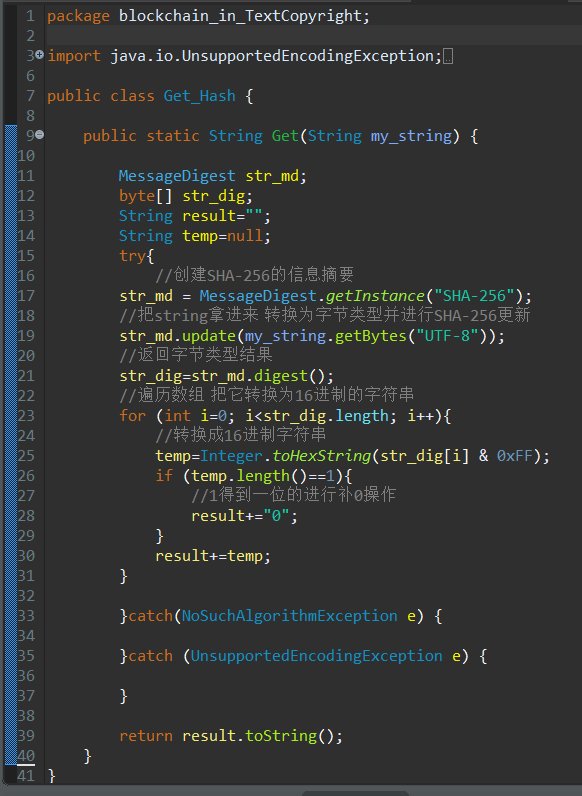 1 package blockchain_in_TextCopyright;
2
3 import java.io.UnsupportedEncodingException;
6
7 public class Get_Hash {
8
9     public static String Get(String my_string) {
10
11         MessageDigest str_md;
12         byte[] str_dig;
13         String result="";
14         String temp=null;
15         try{
16             //创建SHA-256的信息摘要
17         str_md = MessageDigest.getInstance("SHA-256");
18         //把string拿进来 转换为字节类型并进行SHA-256更新
19         str_md.update(my_string.getBytes("UTF-8"));
20         //返回字节类型结果
21         str_dig=str_md.digest();
22         //遍历数组 把它转换为16进制的字符串
23         for (int i=0; i<str_dig.length; i++){
24             //转换成16进制字符串
25             temp=Integer.toHexString(str_dig[i] & 0xFF);
26             if (temp.length()==1){
27                 //1得到一位的进行补0操作
28                 result+="0";
29             }
30             result+=temp;
31         }
32
33         }catch(NoSuchAlgorithmException e) {
34
35         }catch (UnsupportedEncodingException e) {
36
37         }
38
39         return result.toString();
40     }
41 }